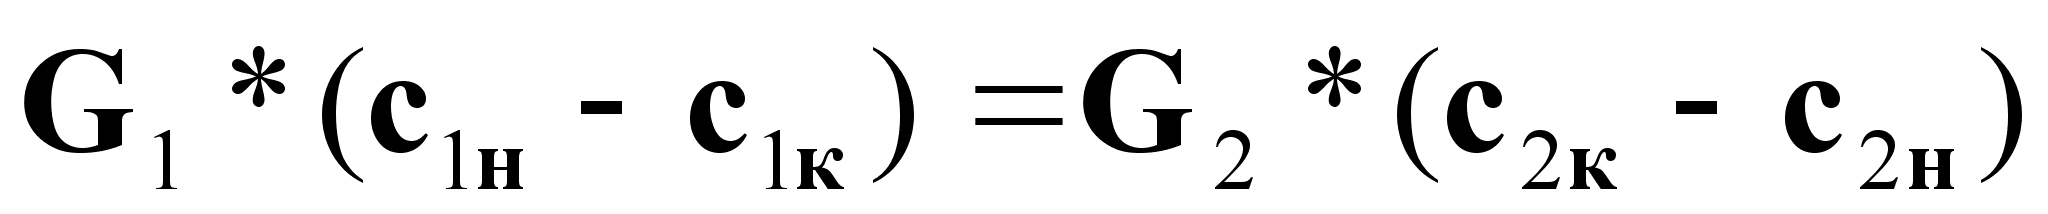 G₁ * (c₁н - c₁к) = G₂ * (c₂к - c₂н)